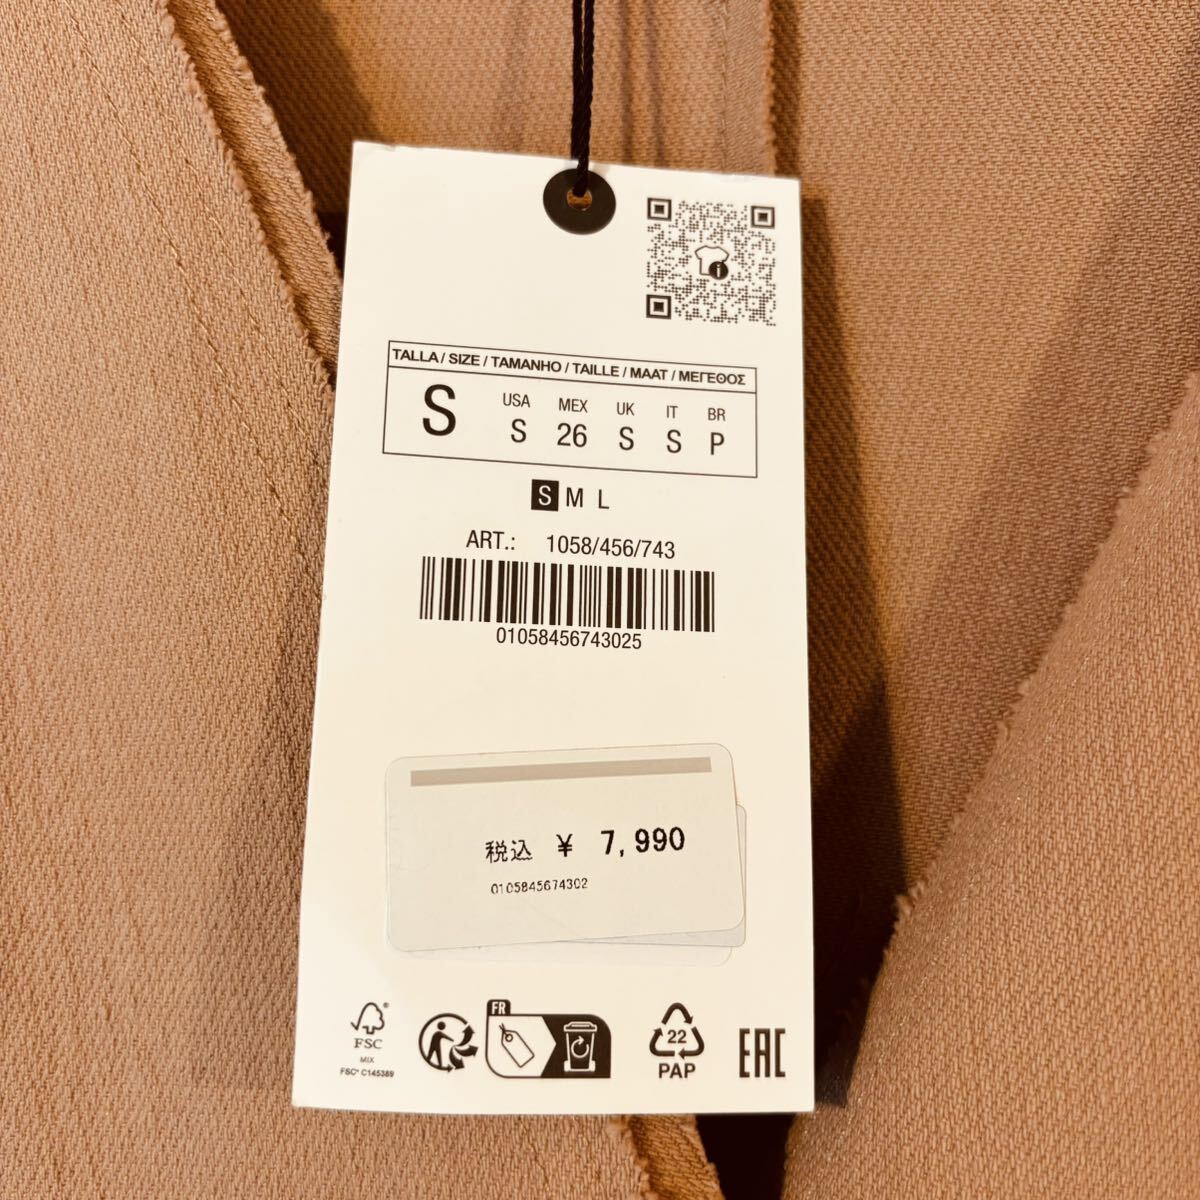 TALLA / SIZE / TAMANHO / TAILLE / MAAT / ΜΕΓΕΘΟΣ
S
USA MEX UK IT BR
S 26 S S P
S M L
ART.: 1058/456/743
01058456743025
税込 ¥ 7,990
0105845674302
FSC®
MIX
FSC® C145389
FR
22
PAP
EAC